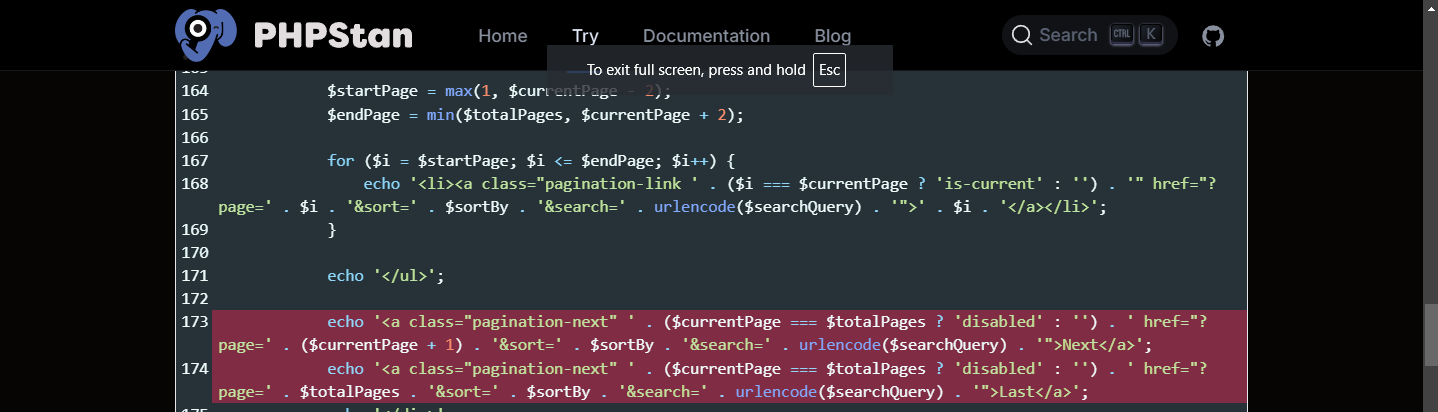 PHPStan Home Try Documentation Blog Search CTRL K
To exit full screen, press and hold Esc
164 $startPage = max(1, $currentPage - 2);
165 $endPage = min($totalPages, $currentPage + 2);
166
167 for ($i = $startPage; $i <= $endPage; $i++) {
168 echo '<li><a class="pagination-link ' . ($i === $currentPage ? 'is-current' : '') . '" href="?
page=' . $i . '&sort=' . $sortBy . '&search=' . urlencode($searchQuery) . '">' . $i . '</a></li>';
169 }
170
171 echo '</ul>';
172
173 echo '<a class="pagination-next" ' . ($currentPage === $totalPages ? 'disabled' : '') . ' href="?
page=' . ($currentPage + 1) . '&sort=' . $sortBy . '&search=' . urlencode($searchQuery) . '">Next</a>';
174 echo '<a class="pagination-next" ' . ($currentPage === $totalPages ? 'disabled' : '') . ' href="?
page=' . $totalPages . '&sort=' . $sortBy . '&search=' . urlencode($searchQuery) . '">Last</a>';